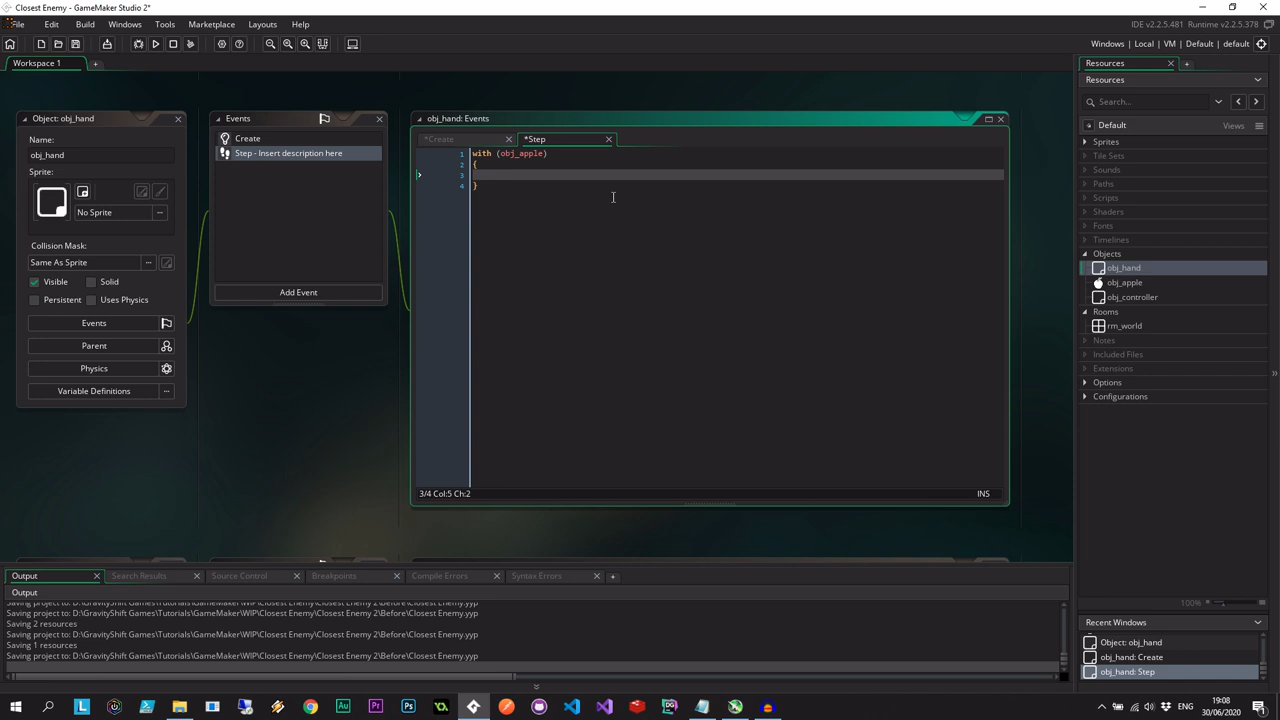 Closest Enemy - GameMaker Studio 2*
File Edit Build Windows Tools Marketplace Layouts Help
IDE v2.2.5.481 Runtime v2.2.5.378
Windows | Local | VM | Default | default
Workspace 1
Object: obj_hand
Name:
obj_hand
Sprite:
No Sprite
Collision Mask:
Same As Sprite
Visible Solid
Persistent Uses Physics
Events
Parent
Physics
Variable Definitions
Events
Create
Step - Insert description here
Add Event
obj_hand: Events
*Create *Step
1 with (obj_apple)
2 {
3
4 }
3/4 Col:5 Ch:2 INS
Resources
Resources
Search...
Default Views
Sprites
Tile Sets
Sounds
Paths
Scripts
Shaders
Fonts
Timelines
Objects
obj_hand
obj_apple
obj_controller
Rooms
rm_world
Notes
Included Files
Extensions
Options
Configurations
100%
Recent Windows
Object: obj_hand
obj_hand: Create
obj_hand: Step
Output Search Results Source Control Breakpoints Compile Errors Syntax Errors
Output
Saving project to: D:\GravityShift Games\Tutorials\GameMaker\WIP\Closest Enemy\Closest Enemy 2\Before\Closest Enemy.yyp
Saving project to: D:\GravityShift Games\Tutorials\GameMaker\WIP\Closest Enemy\Closest Enemy 2\Before\Closest Enemy.yyp
Saving 2 resources
Saving project to: D:\GravityShift Games\Tutorials\GameMaker\WIP\Closest Enemy\Closest Enemy 2\Before\Closest Enemy.yyp
Saving 1 resources
Saving project to: D:\GravityShift Games\Tutorials\GameMaker\WIP\Closest Enemy\Closest Enemy 2\Before\Closest Enemy.yyp
L Au Pr Ps DG
ENG
19:08
30/06/2020
1